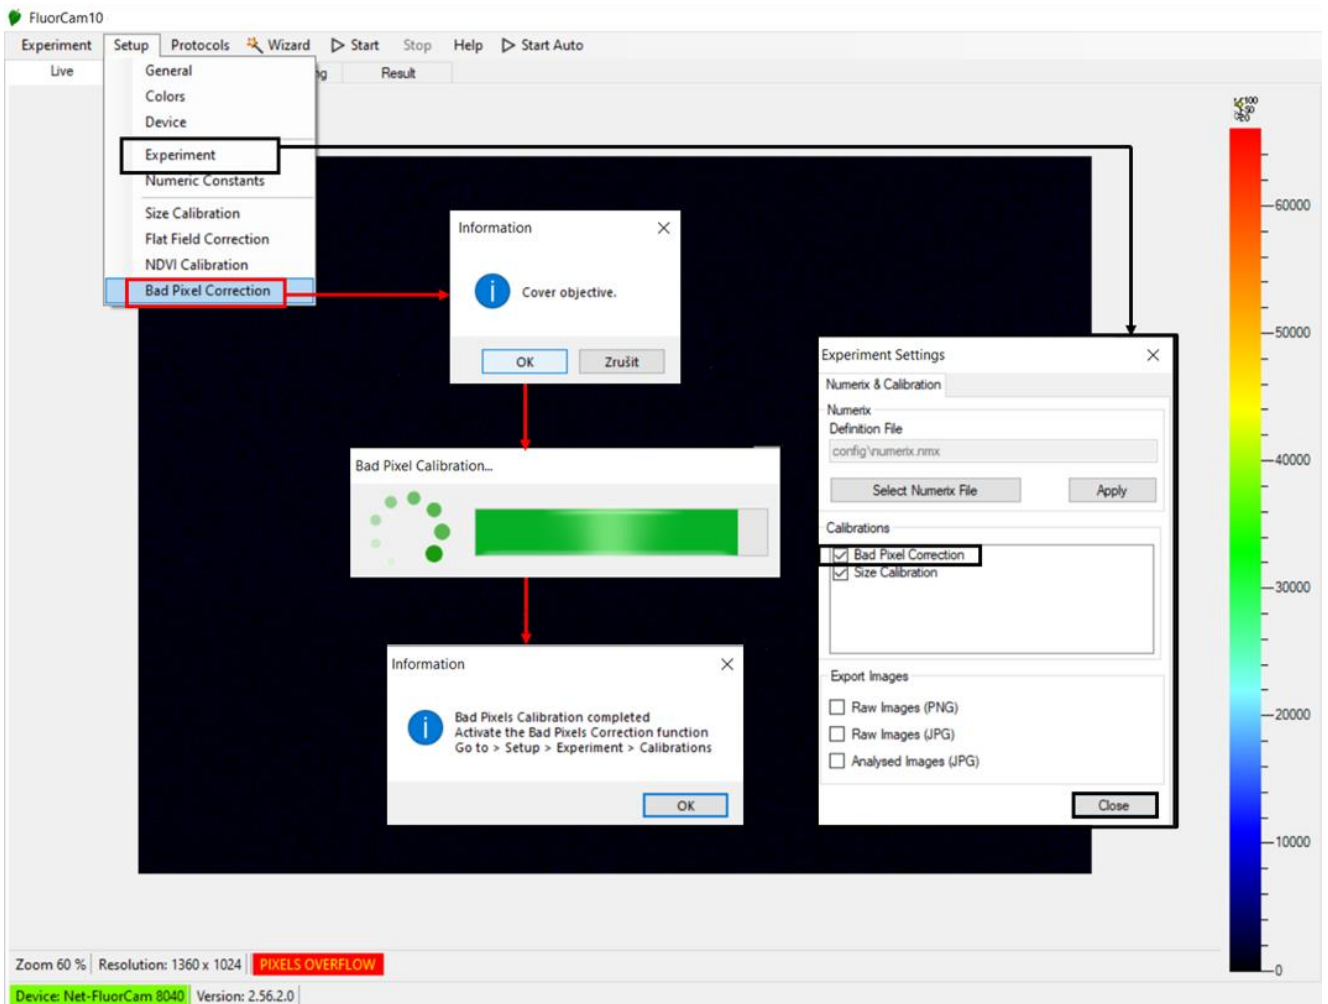 FluorCam10
Experiment Setup Protocols Wizard Start Stop Help Start Auto
Live ng Result
General
Colors
Device
Experiment
Numeric Constants
Size Calibration
Flat Field Correction
NDVI Calibration
Bad Pixel Correction
Information
Cover objective.
OK Zrušit
Bad Pixel Calibration...
Information
Bad Pixels Calibration completed
Activate the Bad Pixels Correction function
Go to > Setup > Experiment > Calibrations
OK
Experiment Settings
Numerix & Calibration
Numerix
Definition File
config\numerix.nmx
Select Numerix File Apply
Calibrations
Bad Pixel Correction
Size Calibration
Export Images
Raw Images (PNG)
Raw Images (JPG)
Analysed Images (JPG)
Close
60000
50000
40000
30000
20000
10000
0
Zoom 60 % Resolution: 1360 x 1024 PIXELS OVERFLOW
Device: Net-FluorCam 8040 Version: 2.56.2.0